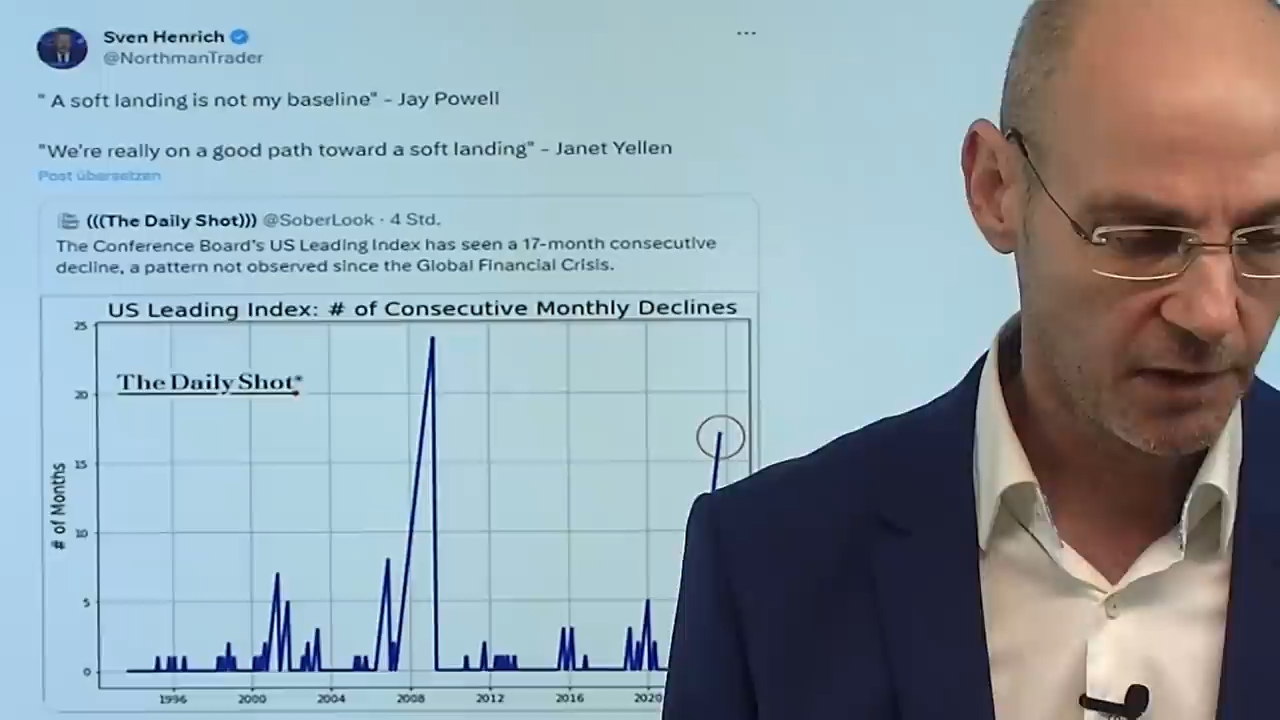 Sven Henrich
@NorthmanTrader
" A soft landing is not my baseline" - Jay Powell
"We're really on a good path toward a soft landing" - Janet Yellen
Post übersetzen
(((The Daily Shot))) @SoberLook · 4 Std.
The Conference Board's US Leading Index has seen a 17-month consecutive
decline, a pattern not observed since the Global Financial Crisis.
US Leading Index: # of Consecutive Monthly Declines
25
The Daily Shot
20
15
# of Months
10
5
0
1996 2000 2004 2008 2012 2016 2020